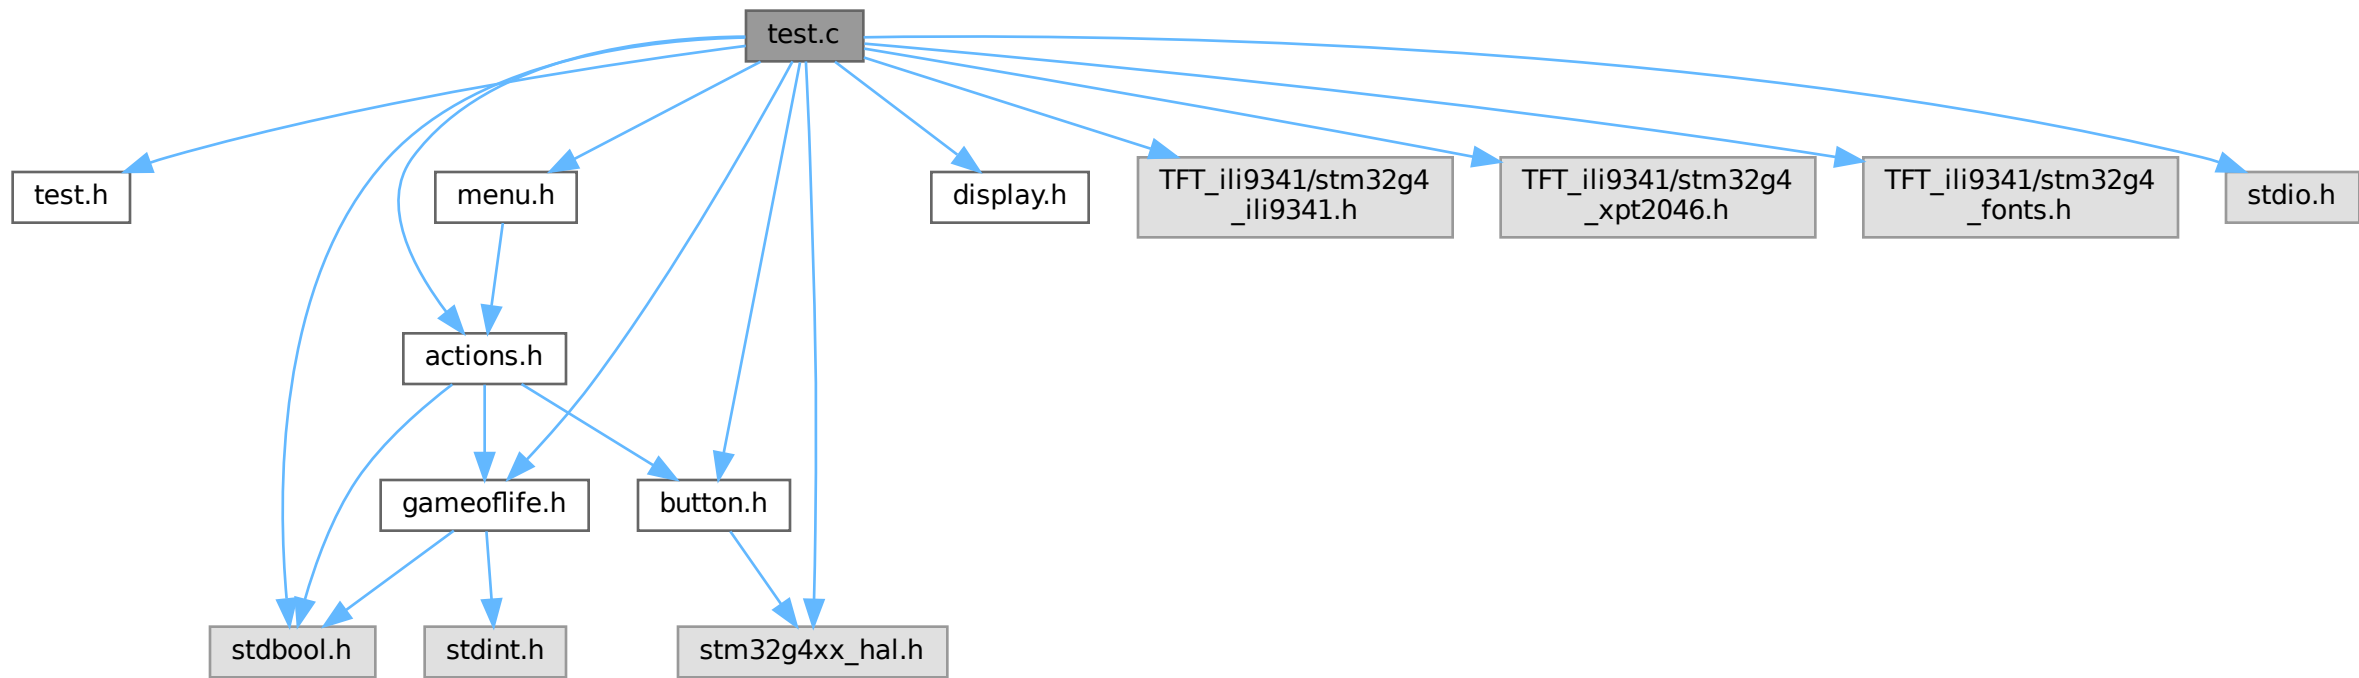 test.c
test.h
menu.h
display.h
TFT_ili9341/stm32g4
_ili9341.h
TFT_ili9341/stm32g4
_xpt2046.h
TFT_ili9341/stm32g4
_fonts.h
stdio.h
actions.h
gameoflife.h
button.h
stdbool.h
stdint.h
stm32g4xx_hal.h